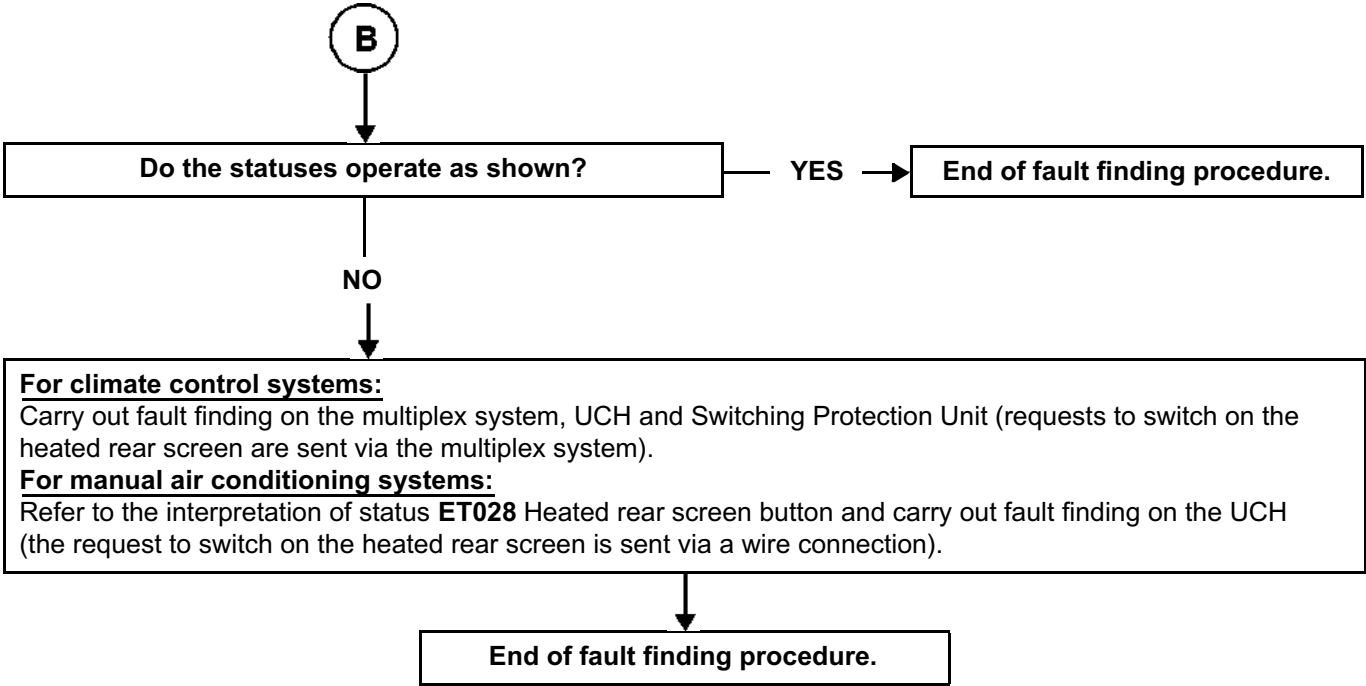 B
Do the statuses operate as shown?
YES
End of fault finding procedure.
NO
For climate control systems:
Carry out fault finding on the multiplex system, UCH and Switching Protection Unit (requests to switch on the
heated rear screen are sent via the multiplex system).
For manual air conditioning systems:
Refer to the interpretation of status ET028 Heated rear screen button and carry out fault finding on the UCH
(the request to switch on the heated rear screen is sent via a wire connection).
End of fault finding procedure.